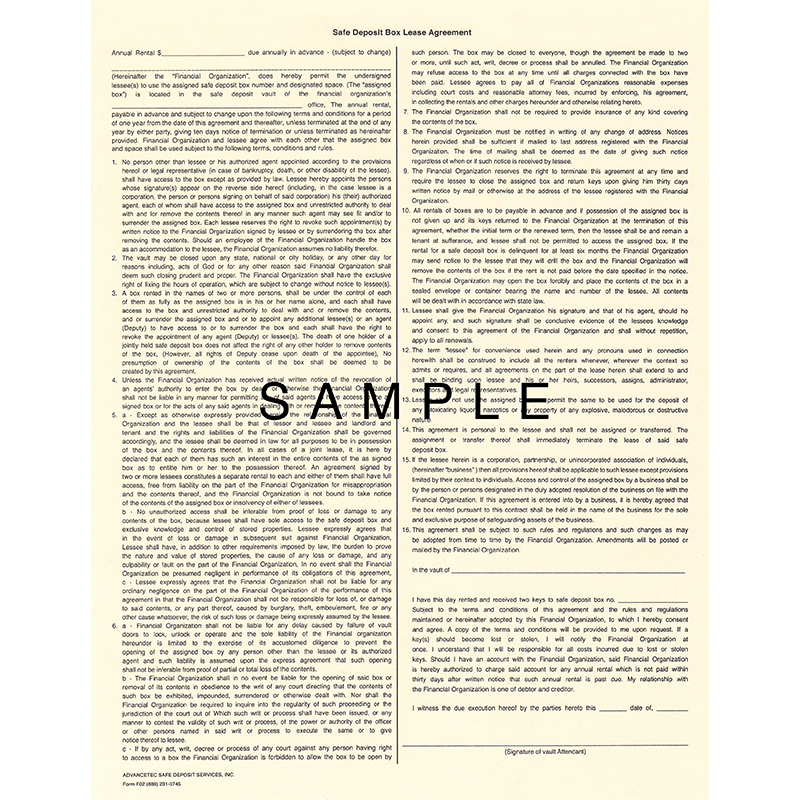 Safe Deposit Box Lease Agreement
Annual Rental $____________________ due annually in advance - (subject to change)
(Hereinafter the "Financial Organization", does hereby permit the undersigned
lessee(s) to use the assigned safe deposit box number and designated space. (The "assigned
box") is located in the safe deposit vault of the financial organization's
____________________ office, The annual rental,
payable in advance and subject to change upon the following terms and conditions for a period
of one year from the date of this agreement and thereafter, unless terminated at the end of any
year by either party, giving ten days notice of termination or unless terminated as hereinafter
provided. Financial Organization and lessee agree with each other that the assigned box
and space shall be used subject to the following terms, conditions and rules.
1. No person other than lessee or his authorized agent appointed according to the provisions
hereof or legal representative (in case of bankruptcy, death, or other disability of the lessee),
shall have access to the box except as provided by law. Lessee hereby appoints the persons
whose signature(s) appear on the reverse side hereof (including, in the case lessee is a
corporation, the person or persons signing on behalf of said corporation) his (their) authorized
agent, each of whom shall have access to the assigned box and unrestricted authority to deal
with and/or to remove the contents thereof in any manner such agent may see fit and/or to
surrender the assigned box. Each lessee reserves the right to revoke such appointment(s) by
written notice to the Financial Organization signed by lessee or by surrendering the box after
removing the contents. Should an employee of the Financial Organization handle the box
as an accommodation to the lessee, the Financial Organization assumes no liability therefor.
2. The vault may be closed upon any state, national or city holiday, or any other day for
reasons including, acts of God or for any other reason said Financial Organization shall
deem such closing prudent and proper. The Financial Organization shall have the exclusive
right of fixing the hours of operation, which are subject to change without notice to lessee(s).
3. A box rented in the names of two or more persons, shall be under the control of each
of them as fully as the assigned box is in his or her name alone, and each shall have
access to the box and unrestricted authority to deal with and or remove the contents,
and or surrender the assigned box and or to appoint any additional lessee(s) or an agent
(Deputy) to have access to or to surrender the box and each shall have the right to
revoke the appointment of any agent (Deputy) or lessee(s). The death of one holder of a
jointly held safe deposit box does not affect the right of any other holder to remove contents
of the box, (However, all rights of Deputy cease upon death of the appointee), No
presumption of ownership of the contents of the box shall be deemed to be
created by this agreement.
4. Unless the Financial Organization has received actual written notice of the revocation of
an agents' authority to enter the box by death or otherwise the Financial Organization
shall not be liable in any manner for permitting said agents access to
signed box or for the acts of any said agents in dealing with or removing the contents thereof.
5. a - Except as otherwise expressly provided the relationship of the Financial
Organization and the lessee shall be that of lessor and lessee and landlord and
tenant and the rights and liabilities of the Financial Organization shall be governed
accordingly, and the lessee shall be deemed in law for all purposes to be in possession
of the box and the contents thereof. In all cases of a joint lease, it is here by
declared that each of them has an interest in the entire contents of the as signed
box as to entitle him or her to the possession thereof. An agreement signed by
two or more lessees constitutes a separate rental to each and either of them shall have full
access, free from liability on the part of the Financial Organization for misappropriation
and the contents thereof, and the Financial Organization is not bound to take notice
of the contents of the assigned box or insolvency of either of lessees.
b - No unauthorized access shall be inferable from proof of loss or damage to any
contents of the box, because lessee shall have sole access to the safe deposit box and
exclusive knowledge and control of stored properties. Lessee expressly agrees that
in the event of loss or damage in subsequent suit against Financial Organization,
Lessee shall have, in addition to other requirements imposed by law, the burden to prove
the nature and value of stored properties, the cause of any loss or damage, and any
culpability or fault on the part of the Financial Organization, In no event shall the Financial
Organization be presumed negligent in performance of its obligations of this agreement,
c - Lessee expressly agrees that the Financial Organization shall not be liable for any
ordinary negligence on the part of the Financial Organization of the performance of this
agreement in that the Financial Organization shall not be responsible for loss of, or damage
to said contents, or any part thereof, caused by burglary, theft, embezzlement, fire or any
other cause whatsoever, the risk of such loss or damage being expressly assumed by the lessee.
6. a - Financial Organization shall not be liable for any delay caused by failure of vault
doors to lock, unlock or operate and the sole liability of the Financial Organization
hereunder is limited to the exercise of its accustomed diligence to prevent the
opening of the assigned box by any person other than the lessee or its authorized
agent and such liability is assumed upon the express agreement that such opening
shall not be inferable from proof of partial or total loss of the contents.
b - The Financial Organization shall in no event be liable for the opening of said box or
removal of its contents in obedience to the writ of any court directing that the contents of
such box be exhibited, impounded, surrendered or otherwise dealt with. Nor shall the
Financial Organization be required to inquire into the regularity of such proceeding or the
jurisdiction of the court out of Which such writ or process shall have been issued, or any
manner to contest the validity of such writ or process, of the power or authority of the officer
or other persons named in said writ or process to execute the same or to give
notice thereof to lessee.
c - If by any act, writ, decree or process of any court against any person having right
to access to a box the Financial Organization is forbidden to allow the box to be open by
such person. The box may be closed to everyone, though the agreement be made to two
or more, until such act, writ, decree or process shall be annulled. The Financial Organization
may refuse access to the box at any time until all charges connected with the box have
been paid. Lessee agrees to pay all of Financial Organizations reasonable expenses
including court costs and reasonable attorney fees, incurred by enforcing, his agreement,
in collecting the rentals and other charges hereunder and otherwise relating hereto.
7. The Financial Organization shall not be required to provide insurance of any kind covering
the contents of the box.
8. The Financial Organization must be notified in writing of any change of address. Notices
herein provided shall be sufficient if mailed to last address registered with the Financial
Organization. The time of mailing shall be deemed as the date of giving such notice
regardless of when or if such notice is received by lessee.
9. The Financial Organization reserves the right to terminate this agreement at any time and
require the lessee to close the assigned box and return keys upon giving him thirty days
written notice by mail or otherwise at the address of the lessee registered with the Financial
Organization.
10. All rentals of boxes are to be payable in advance and if possession of the assigned box is
not given up and its keys returned to the Financial Organization at the termination of this
agreement, whether initial term or the renewed term, then the lessee shall be and remain a
tenant at sufferance, and lessee shall not be permitted to access the assigned box. If the
rental for a safe deposit box is delinquent for at least six months the Financial Organization
may send notice to the lessee that they will drill the box and the Financial Organization will
remove the contents of the box if the rent is not paid before the date specified in the notice.
The Financial Organization may open the box forcibly and place the contents of the box in a
sealed envelope or container bearing the name and number of the lessee. All contents
will be dealt with in accordance with state law.
11. Lessee shall give the Financial Organization his signature and that of his agent, should he
appoint any, and such signature shall be conclusive evidence of the lessees knowledge
and consent to this agreement of the Financial Organization and shall without repetition,
apply to all renewals.
12. The term "lessee" for convenience used herein and any pronouns used in connection
herewith shall be construed to include all the renters whenever, wherever the context so
admits or requires, and all agreements on the part of the lease herein shall extend to and
shall be binding upon lessee and his or her heirs, successors, assigns, administrator,
legal representatives.
13. Lessee shall not use the assigned box or permit the same to be used for the deposit of
any intoxicating liquors, narcotics or any property of any explosive, malodorous or destructive
nature.
14. This agreement is personal to the lessee and shall not be assigned or transferred. The
assignment or transfer thereof shall immediately terminate the lease of said safe
deposit box.
15. If the lessee herein is a corporation, partnership, or unincorporated association of individuals,
(hereinafter "business") then all provisions hereof shall be applicable to such lessee except provisions
limited by their context to individuals. Access and control of the assigned box by a business shall be
by the person or persons designated in the duly adopted resolution of the business on file with the
Financial Organization. If this agreement is entered into by a business, it is hereby agreed that
the box rented pursuant to this contract shall be held in the name of the business for the sole
and exclusive purpose of safeguarding assets of the business.
16. This agreement shall be subject to such rules and regulations and such changes as may
be adopted from time to time by the Financial Organization. Amendments will be posted or
mailed by the Financial Organization.
In the vault of ____________________
I have this day rented and received two keys to safe deposit box no. ____________________
Subject to the terms and conditions of this agreement and the rules and regulations
maintained or hereinafter adopted by this Financial Organization, to which I hereby consent
and agree. A copy of the terms and conditions will be provided to me upon request. If a
key(s) should become lost or stolen, I will notify the Financial Organization at
once. I understand that I will be responsible for all costs incurred due to lost or stolen
keys. Should I have an account with the Financial Organization, said Financial Organization
is hereby authorized to charge said account for any annual rental which is not paid within
thirty days after written notice that such annual rental is past due. My relationship with
the Financial Organization is one of debtor and creditor.
I witness the due execution hereof by the parties hereto this _______ date of, ________
(Signature of vault Attendant)
ADVANCETEC SAFE DEPOSIT SERVICES, INC.
Form F02 (888) 231-0745
SAMPLE